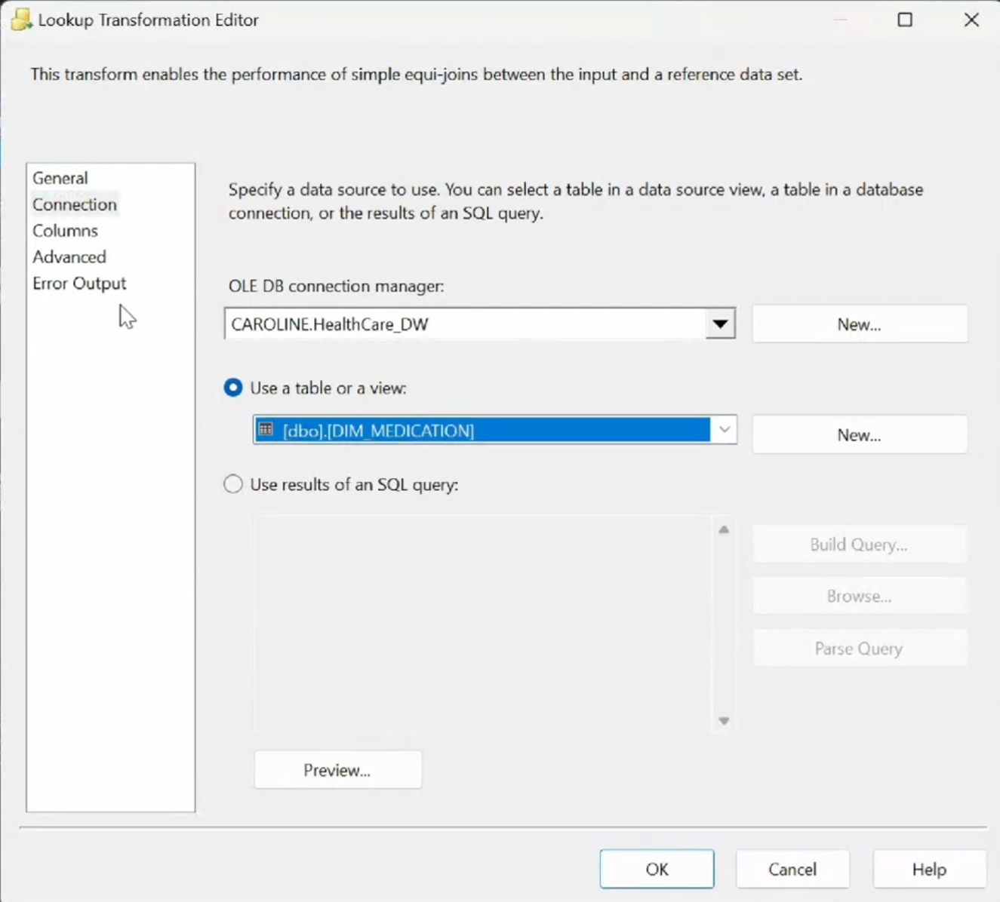 Lookup Transformation Editor
This transform enables the performance of simple equi-joins between the input and a reference data set.
General
Connection
Columns
Advanced
Error Output
Specify a data source to use. You can select a table in a data source view, a table in a database
connection, or the results of an SQL query.
OLE DB connection manager:
CAROLINE.HealthCare_DW
New...
Use a table or a view:
[dbo].[DIM_MEDICATION]
New...
Use results of an SQL query:
Build Query...
Browse...
Parse Query
Preview...
OK
Cancel
Help